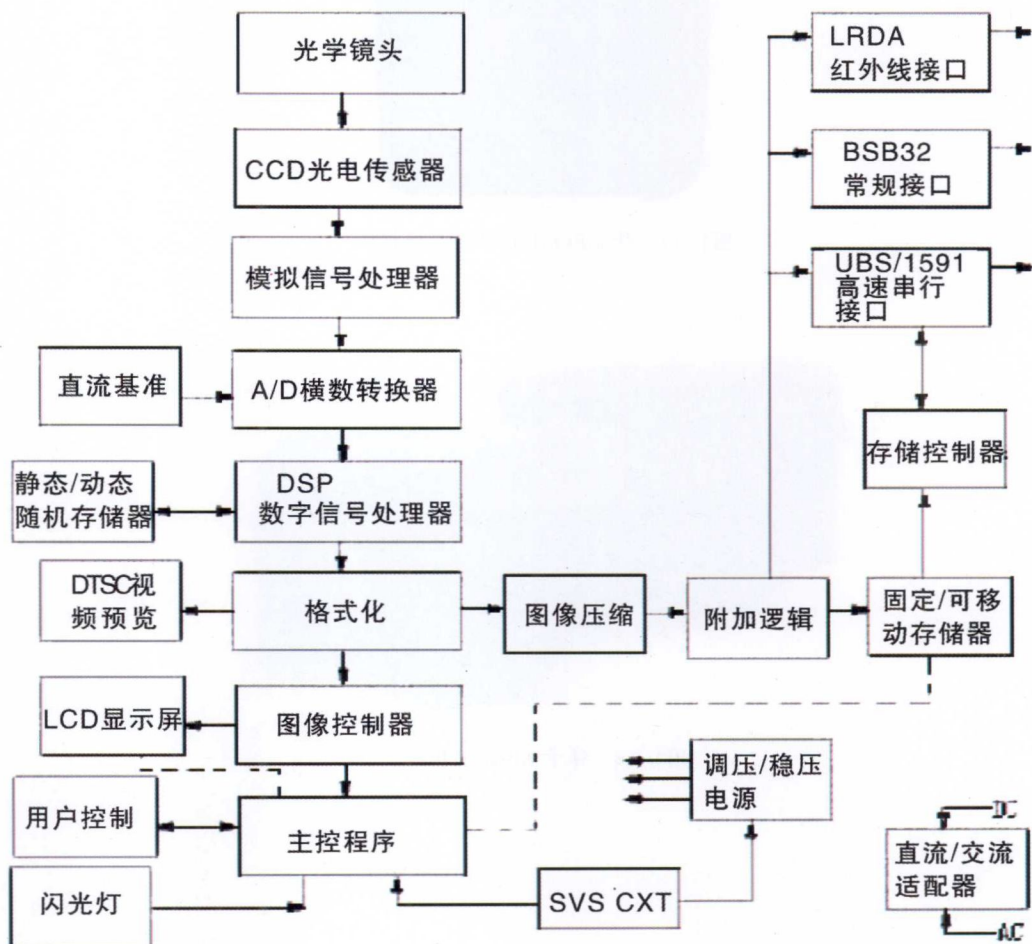 光学镜头
LRDA
红外线接口
CCD光电传感器
BSB32
常规接口
模拟信号处理器
UBS/1591
高速串行
接口
直流基准
A/D横数转换器
存储控制器
静态/动态
随机存储器
DSP
数字信号处理器
DTSC视
频预览
格式化
图像压缩
附加逻辑
固定/可移
动存储器
LCD显示屏
图像控制器
调压/稳压
电源
用户控制
主控程序
DC
直流/交流
适配器
闪光灯
SVS CXT
AC